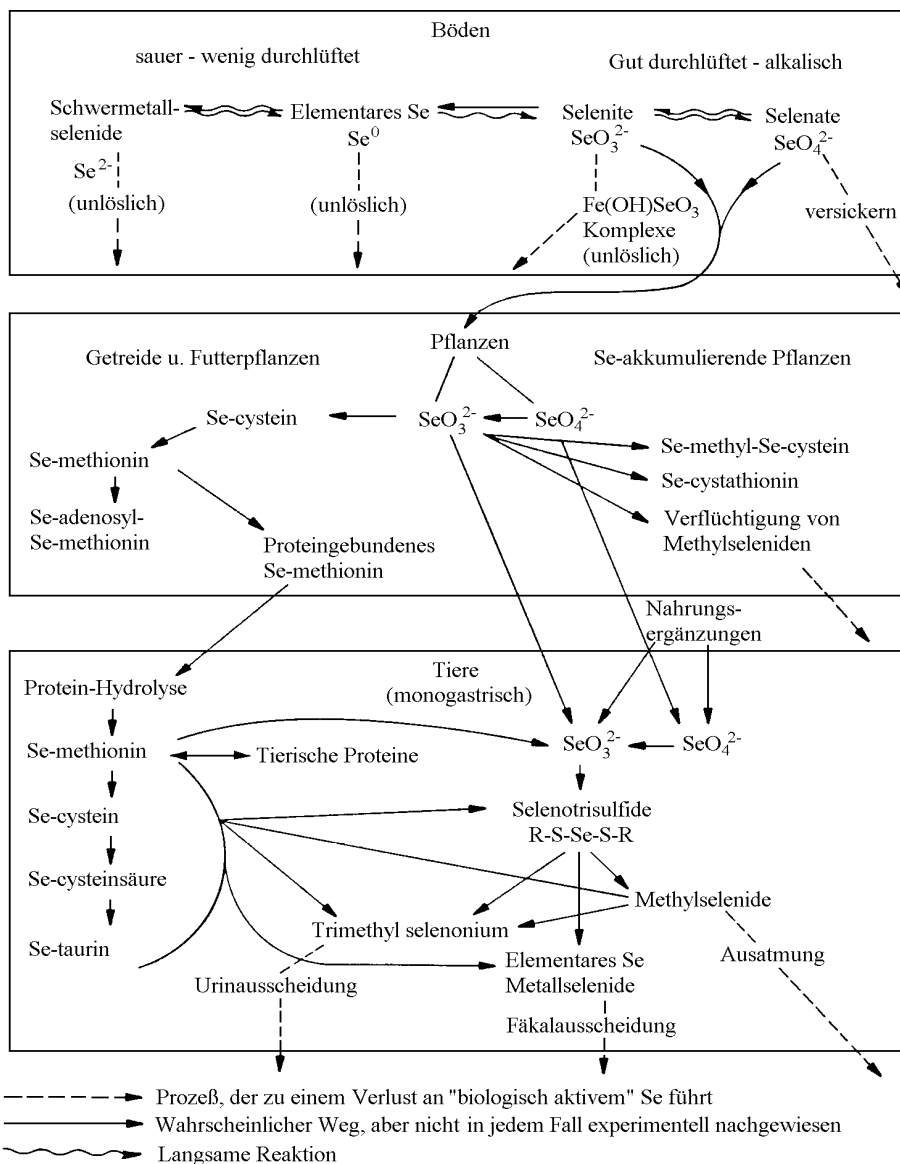 Böden
sauer - wenig durchlüftet
Gut durchlüftet - alkalisch
Schwermetall-
selenide
Se²⁻
(unlöslich)
Elementares Se
Se⁰
(unlöslich)
Selenite
SeO₃²⁻
Fe(OH)SeO₃
Komplexe
(unlöslich)
Selenate
SeO₄²⁻
versickern
Pflanzen
Getreide u. Futterpflanzen
Se-akkumulierende Pflanzen
Se-cystein
SeO₃²⁻
SeO₄²⁻
Se-methionin
Se-adenosyl-
Se-methionin
Proteingebundenes
Se-methionin
Se-methyl-Se-cystein
Se-cystathionin
Verflüchtigung von
Methylseleniden
Nahrungs-
ergänzungen
Tiere
(monogastrisch)
Protein-Hydrolyse
Se-methionin
Tierische Proteine
SeO₃²⁻
SeO₄²⁻
Se-cystein
Selenotrisulfide
R-S-Se-S-R
Se-cysteinsäure
Methylselenide
Se-taurin
Trimethyl selenonium
Ausatmung
Urinausscheidung
Elementares Se
Metallselenide
Fäkalausscheidung
Prozeß, der zu einem Verlust an "biologisch aktivem" Se führt
Wahrscheinlicher Weg, aber nicht in jedem Fall experimentell nachgewiesen
Langsame Reaktion